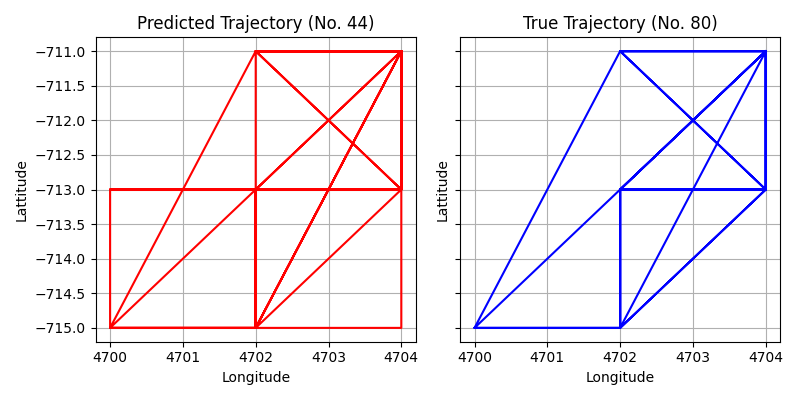 Predicted Trajectory (No. 44)
True Trajectory (No. 80)
Lattitude
−711.0
−711.5
−712.0
−712.5
−713.0
−713.5
−714.0
−714.5
−715.0
4700 4701 4702 4703 4704
Longitude
Lattitude
4700 4701 4702 4703 4704
Longitude